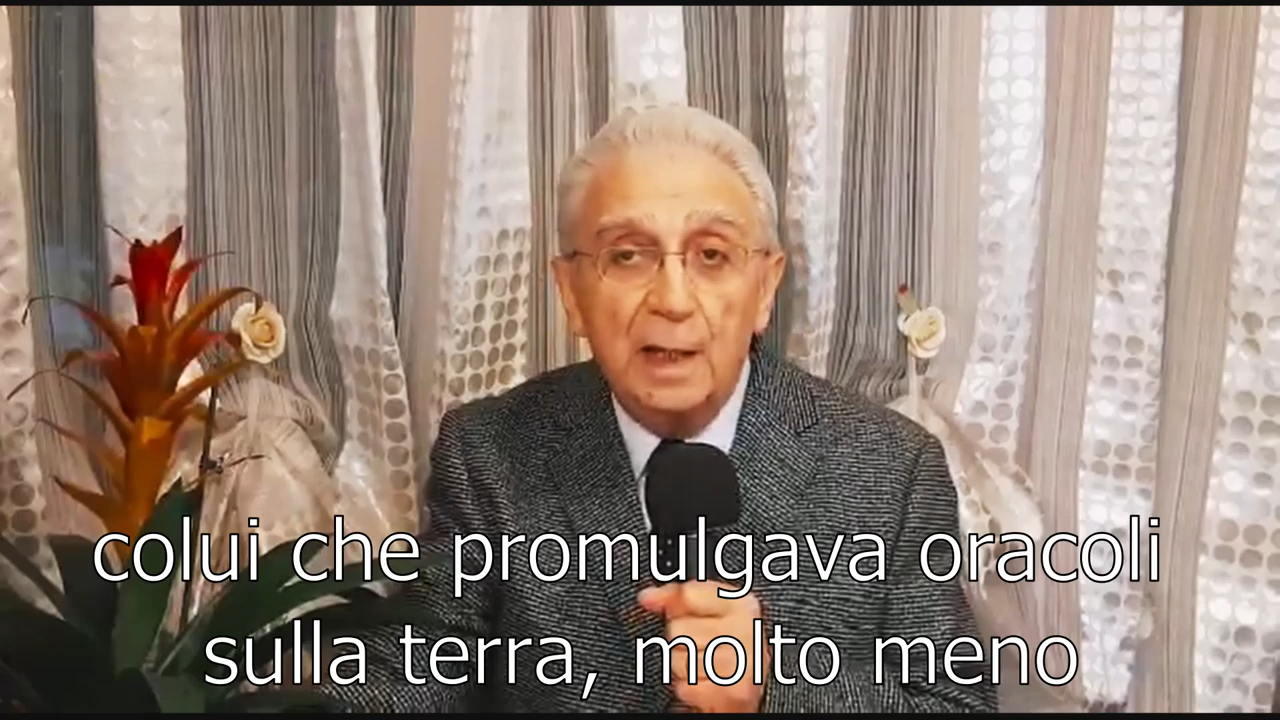 colui che promulgava oracoli
sulla terra, molto meno